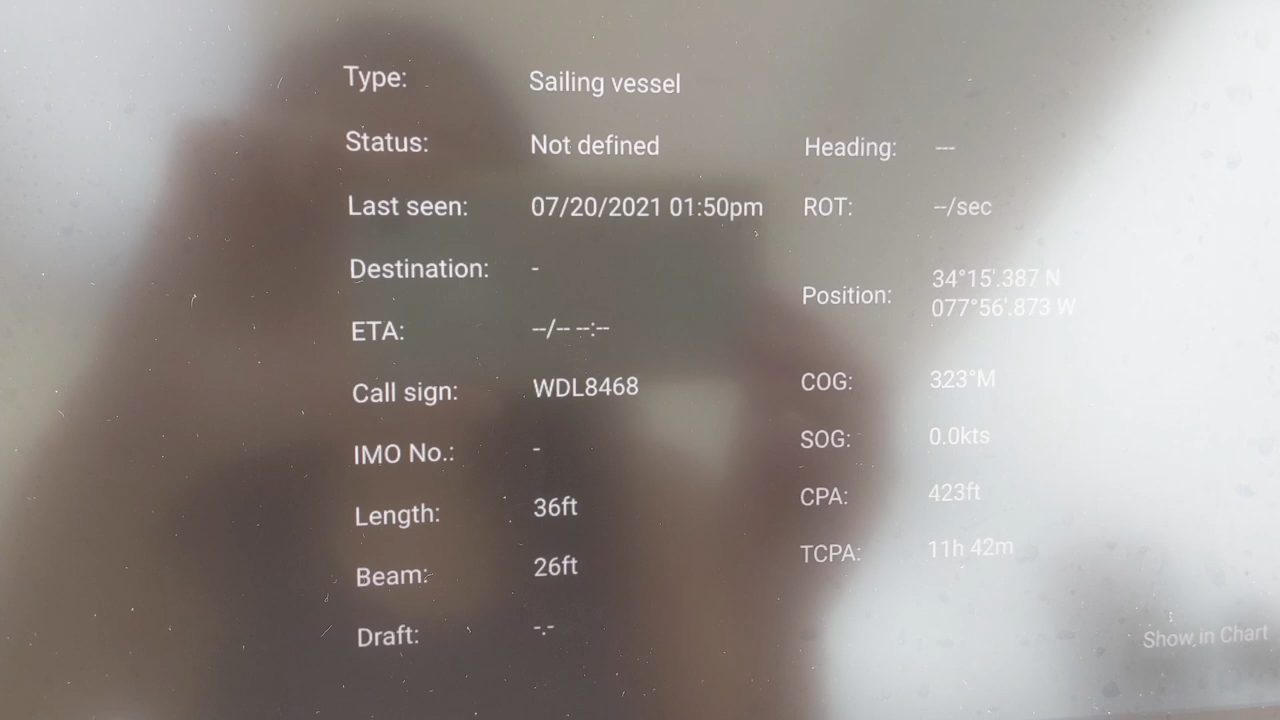 Type: Sailing vessel
Status: Not defined Heading: ---
Last seen: 07/20/2021 01:50pm ROT: --/sec
Destination: -
Position: 34°15'.387 N
077°56'.873 W
ETA: --/-- --:--
Call sign: WDL8468 COG: 323°M
IMO No.: - SOG: 0.0kts
Length: 36ft CPA: 423ft
Beam: 26ft TCPA: 11h 42m
Draft: -.-
Show in Chart